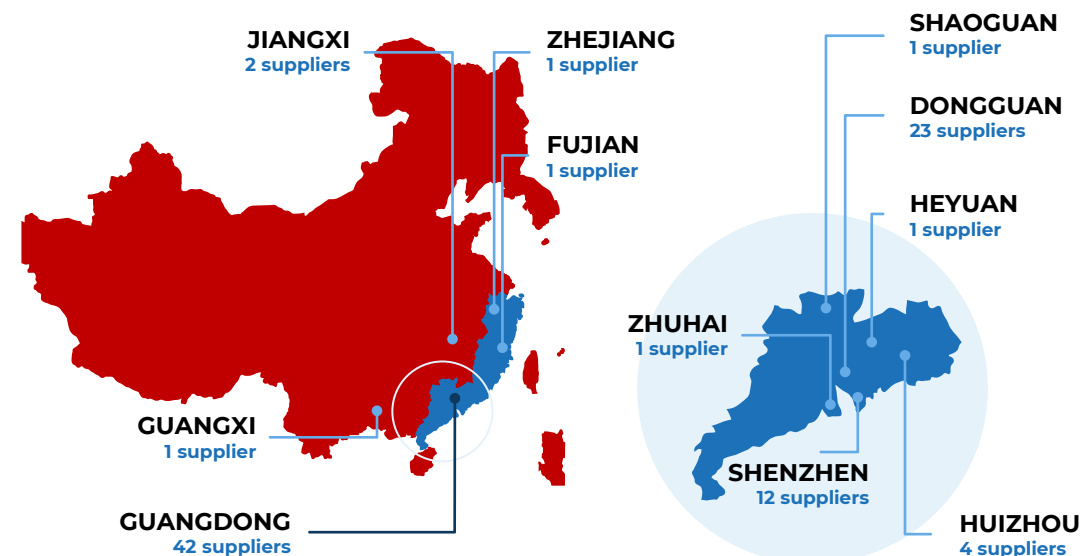 JIANGXI
2 suppliers
ZHEJIANG
1 supplier
FUJIAN
1 supplier
GUANGXI
1 supplier
GUANGDONG
42 suppliers
SHAOGUAN
1 supplier
DONGGUAN
23 suppliers
HEYUAN
1 supplier
ZHUHAI
1 supplier
SHENZHEN
12 suppliers
HUIZHOU
4 suppliers